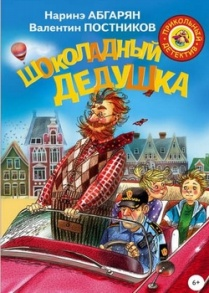 Наринэ АБГАРЯН
Валентин ПОСТНИКОВ
ШОКОЛАДНЫЙ
ДЕДУШКА
ПРИКОЛЬНЫЙ
ДЕТЕКТИВ
6+